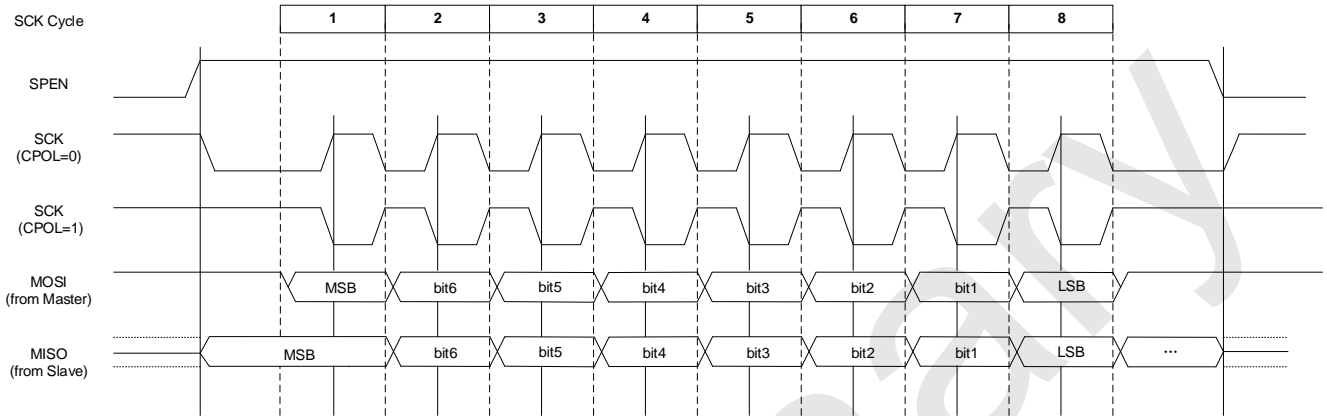 SCK Cycle 1 2 3 4 5 6 7 8
SPEN
SCK
(CPOL=0)
SCK
(CPOL=1)
MOSI
(from Master)
MSB bit6 bit5 bit4 bit3 bit2 bit1 LSB
MISO
(from Slave)
MSB bit6 bit5 bit4 bit3 bit2 bit1 LSB ...